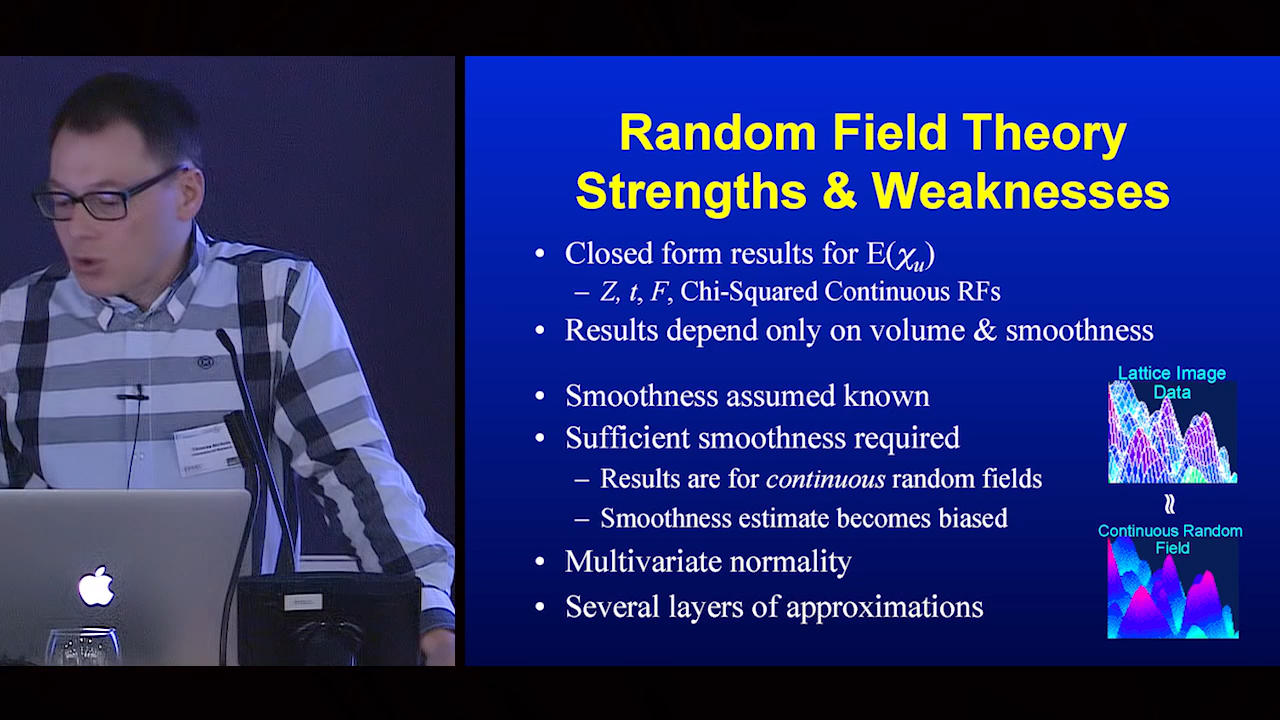 Random Field Theory
Strengths & Weaknesses
• Closed form results for E(χᵤ)
– Z, t, F, Chi-Squared Continuous RFs
• Results depend only on volume & smoothness
• Smoothness assumed known
• Sufficient smoothness required
– Results are for continuous random fields
– Smoothness estimate becomes biased
• Multivariate normality
• Several layers of approximations
Lattice Image
Data
≈
Continuous Random
Field